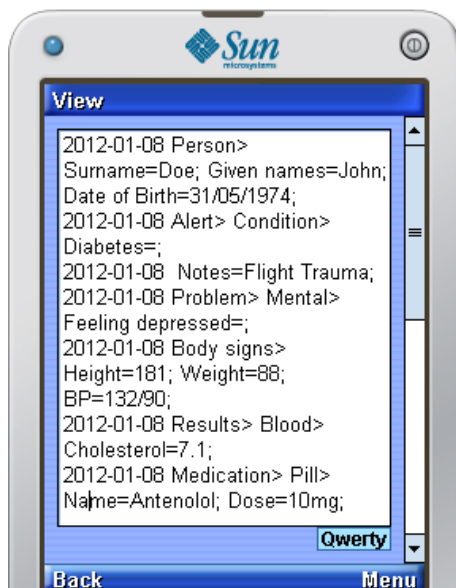 Sun
microsystems
View
2012-01-08 Person>
Surname=Doe; Given names=John;
Date of Birth=31/05/1974;
2012-01-08 Alert> Condition>
Diabetes=;
2012-01-08  Notes=Flight Trauma;
2012-01-08 Problem> Mental>
Feeling depressed=;
2012-01-08 Body signs>
Height=181; Weight=88;
BP=132/90;
2012-01-08 Results> Blood>
Cholesterol=7.1;
2012-01-08 Medication> Pill>
Name=Antenolol; Dose=10mg;
Qwerty
Back Menu